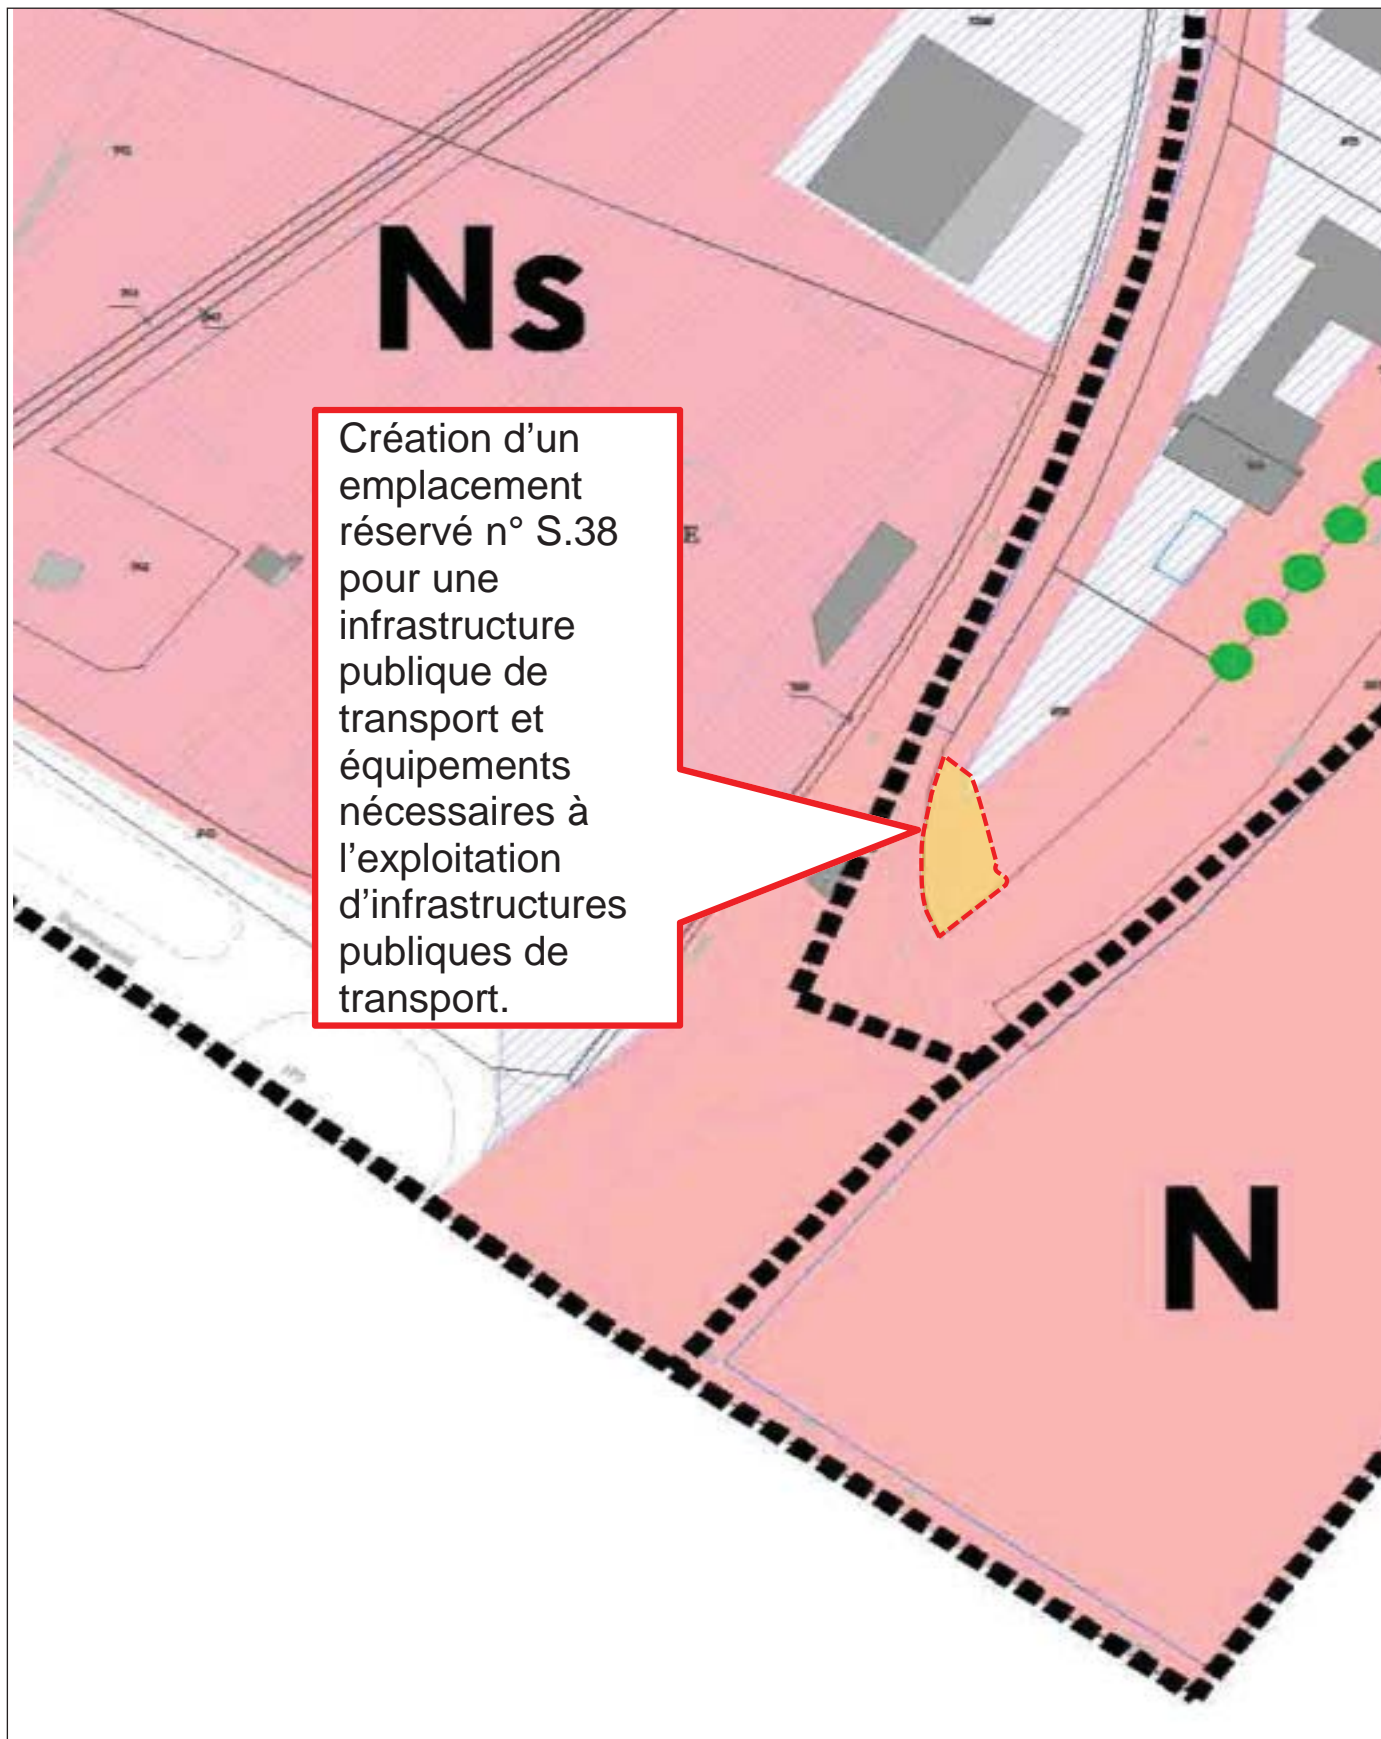 Ns
Création d’un
emplacement
réservé n° S.38
pour une
infrastructure
publique de
transport et
équipements
nécessaires à
l’exploitation
d’infrastructures
publiques de
transport.
E
N